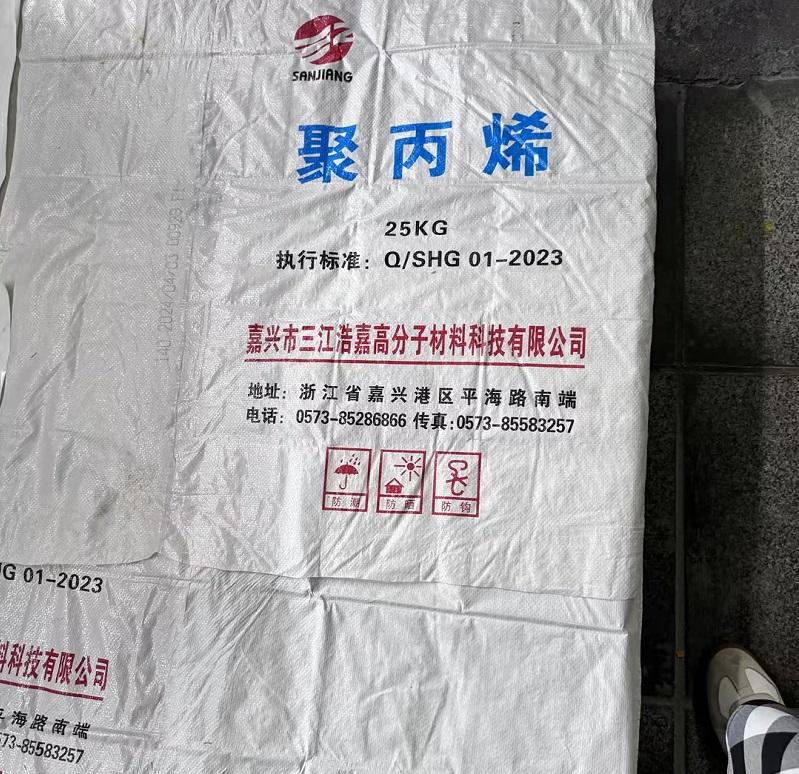 SANJIANG
聚丙烯
25KG
执行标准：Q/SHG 01-2023
嘉兴市三江浩嘉高分子材料科技有限公司
地址：浙江省嘉兴港区平海路南端
电话：0573-85286866 传真:0573-85583257
防潮 防晒 防钩
G 01-2023
料科技有限公司
平海路南端
573-85583257